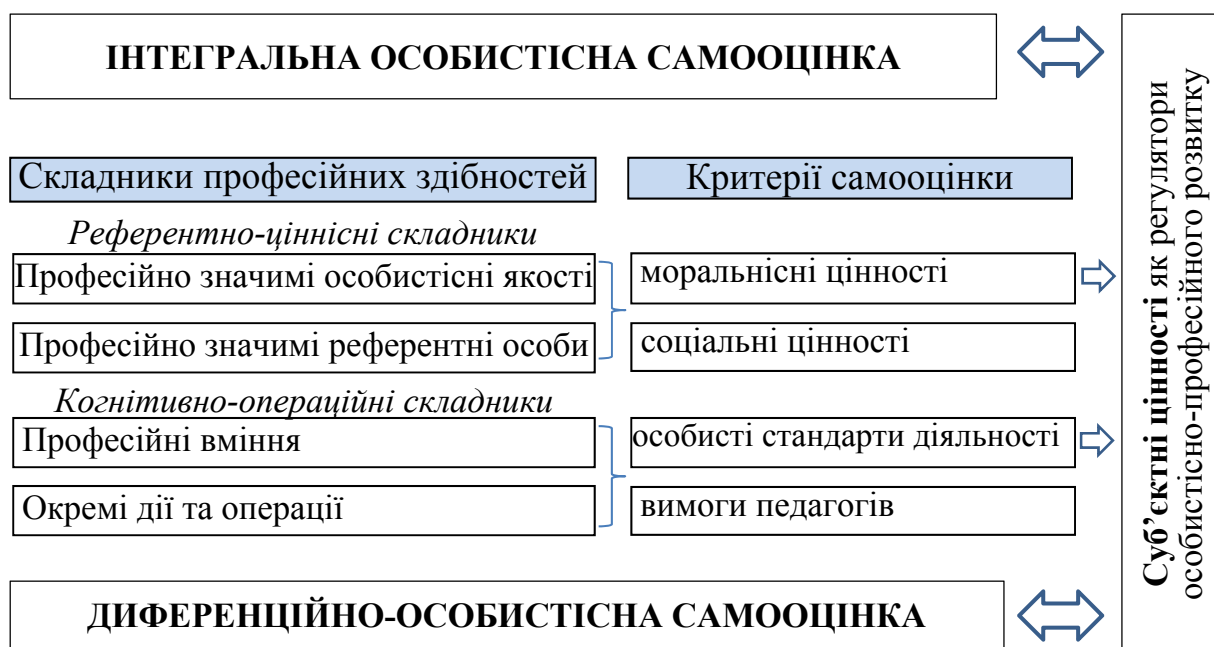 ІНТЕГРАЛЬНА ОСОБИСТІСНА САМООЦІНКА
Складники професійних здібностей
Критерії самооцінки
Референтно-ціннісні складники
Професійно значимі особистісні якості
моральнісні цінності
Професійно значимі референтні особи
соціальні цінності
Когнітивно-операційні складники
Професійні вміння
особисті стандарти діяльності
Окремі дії та операції
вимоги педагогів
ДИФЕРЕНЦІЙНО-ОСОБИСТІСНА САМООЦІНКА
Суб’єктні цінності як регулятори
особистісно-професійного розвитку